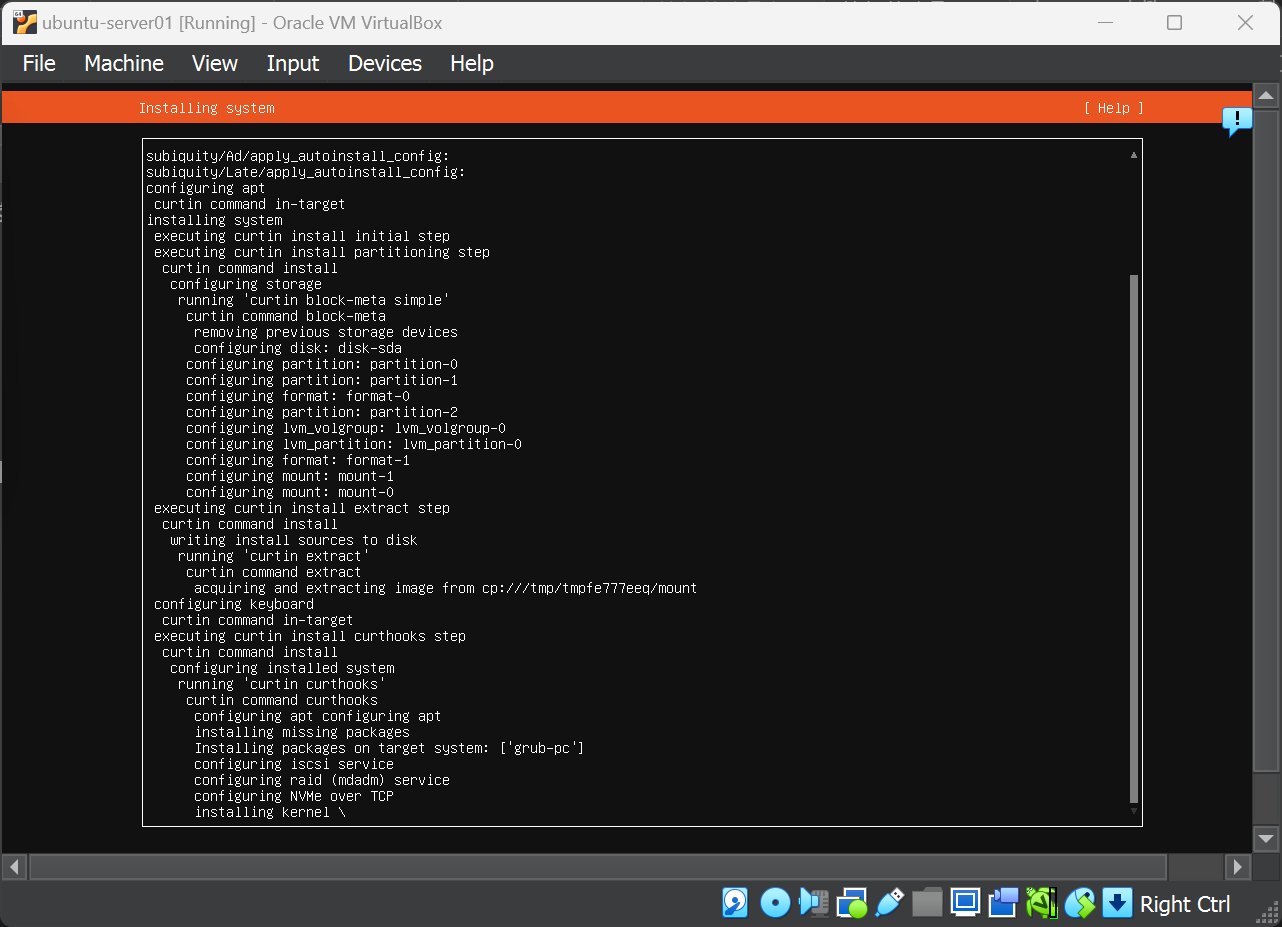 ubuntu-server01 [Running] - Oracle VM VirtualBox
File Machine View Input Devices Help
Installing system [ Help ]
subiquity/Ad/apply_autoinstall_config:
subiquity/Late/apply_autoinstall_config:
configuring apt
curtin command in-target
installing system
executing curtin install initial step
executing curtin install partitioning step
curtin command install
configuring storage
running 'curtin block-meta simple'
curtin command block-meta
removing previous storage devices
configuring disk: disk-sda
configuring partition: partition-0
configuring partition: partition-1
configuring format: format-0
configuring partition: partition-2
configuring lvm_volgroup: lvm_volgroup-0
configuring lvm_partition: lvm_partition-0
configuring format: format-1
configuring mount: mount-1
configuring mount: mount-0
executing curtin install extract step
curtin command install
writing install sources to disk
running 'curtin extract'
curtin command extract
acquiring and extracting image from cp:///tmp/tmpfe777eeq/mount
configuring keyboard
curtin command in-target
executing curtin install curthooks step
curtin command install
configuring installed system
running 'curtin curthooks'
curtin command curthooks
configuring apt configuring apt
installing missing packages
Installing packages on target system: ['grub-pc']
configuring iscsi service
configuring raid (mdadm) service
configuring NVMe over TCP
installing kernel \
Right Ctrl